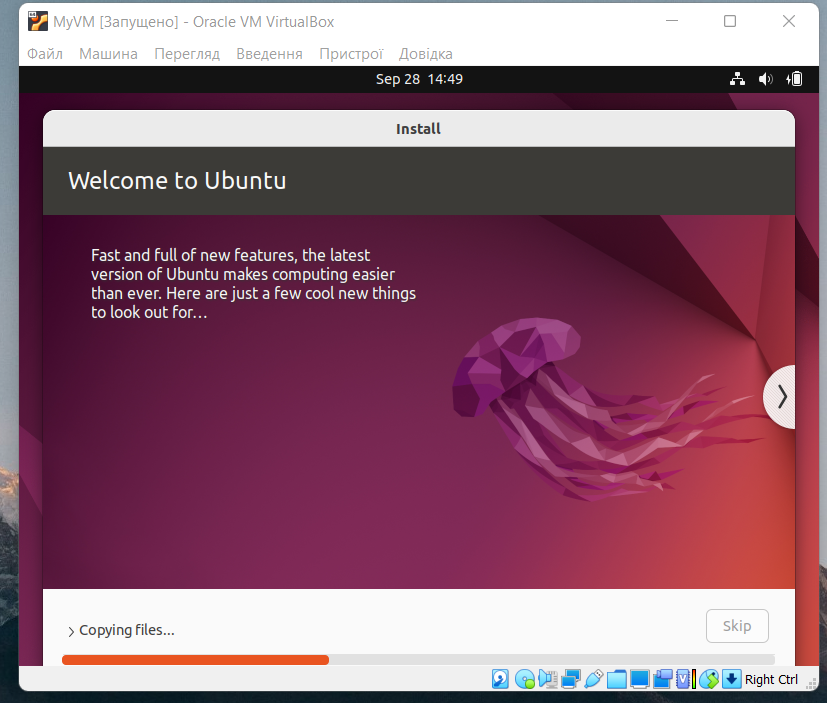 MyVM [Запущено] - Oracle VM VirtualBox
Файл Машина Перегляд Введення Пристрої Довідка
Sep 28 14:49
Install
Welcome to Ubuntu
Fast and full of new features, the latest
version of Ubuntu makes computing easier
than ever. Here are just a few cool new things
to look out for…
Copying files...
Skip
Right Ctrl